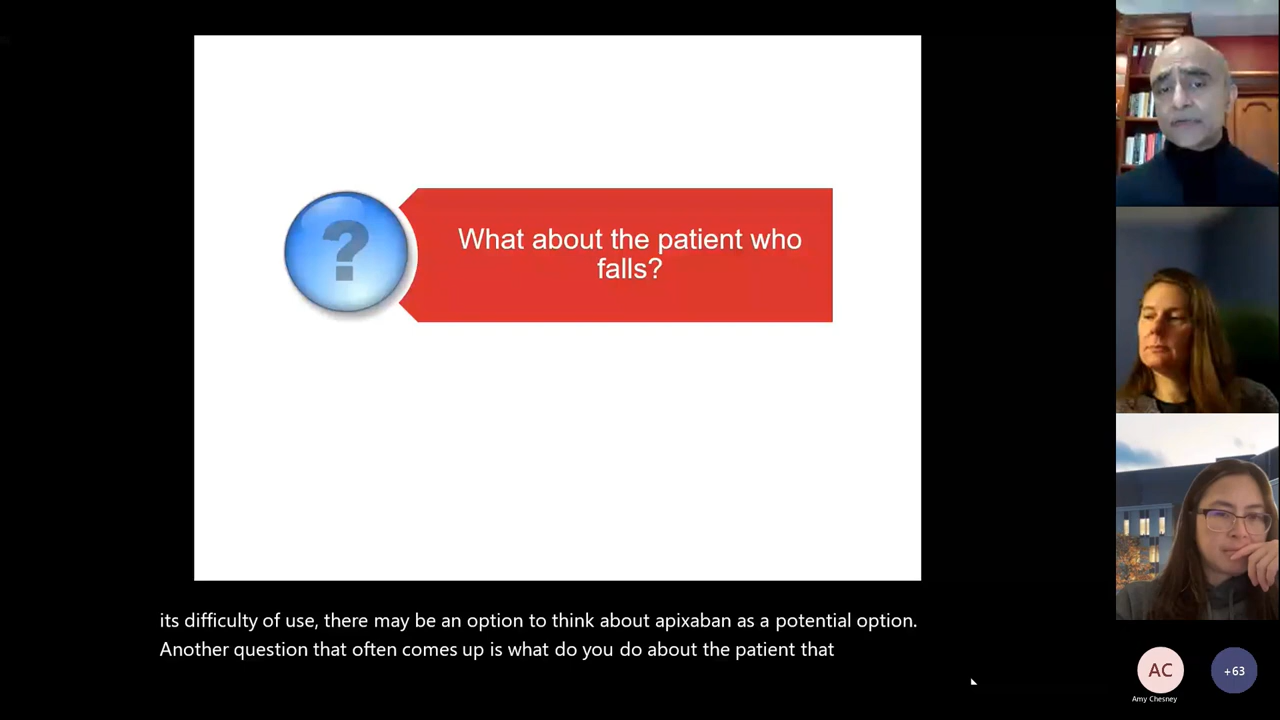 ?
What about the patient who
falls?
its difficulty of use, there may be an option to think about apixaban as a potential option.
Another question that often comes up is what do you do about the patient that
AC
+63
Amy Chesney